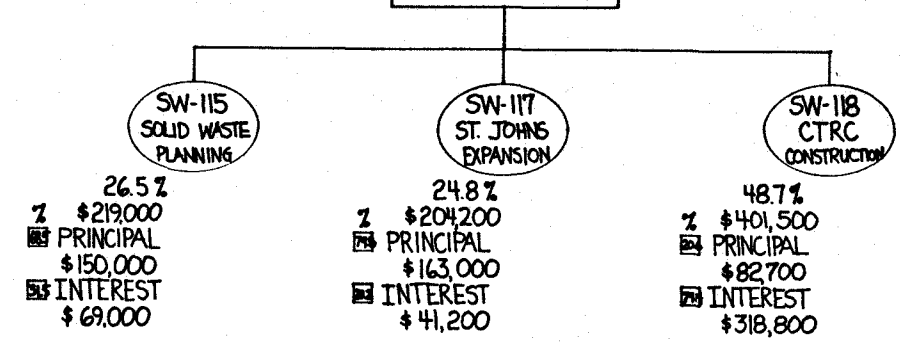 SW-115
SOLID WASTE
PLANNING
26.5%
% $219,000
PRINCIPAL
$150,000
INTEREST
$69,000
SW-117
ST. JOHNS
EXPANSION
24.8%
% $204,200
PRINCIPAL
$163,000
INTEREST
$41,200
SW-118
CTRC
CONSTRUCTION
48.7%
% $401,500
PRINCIPAL
$82,700
INTEREST
$318,800